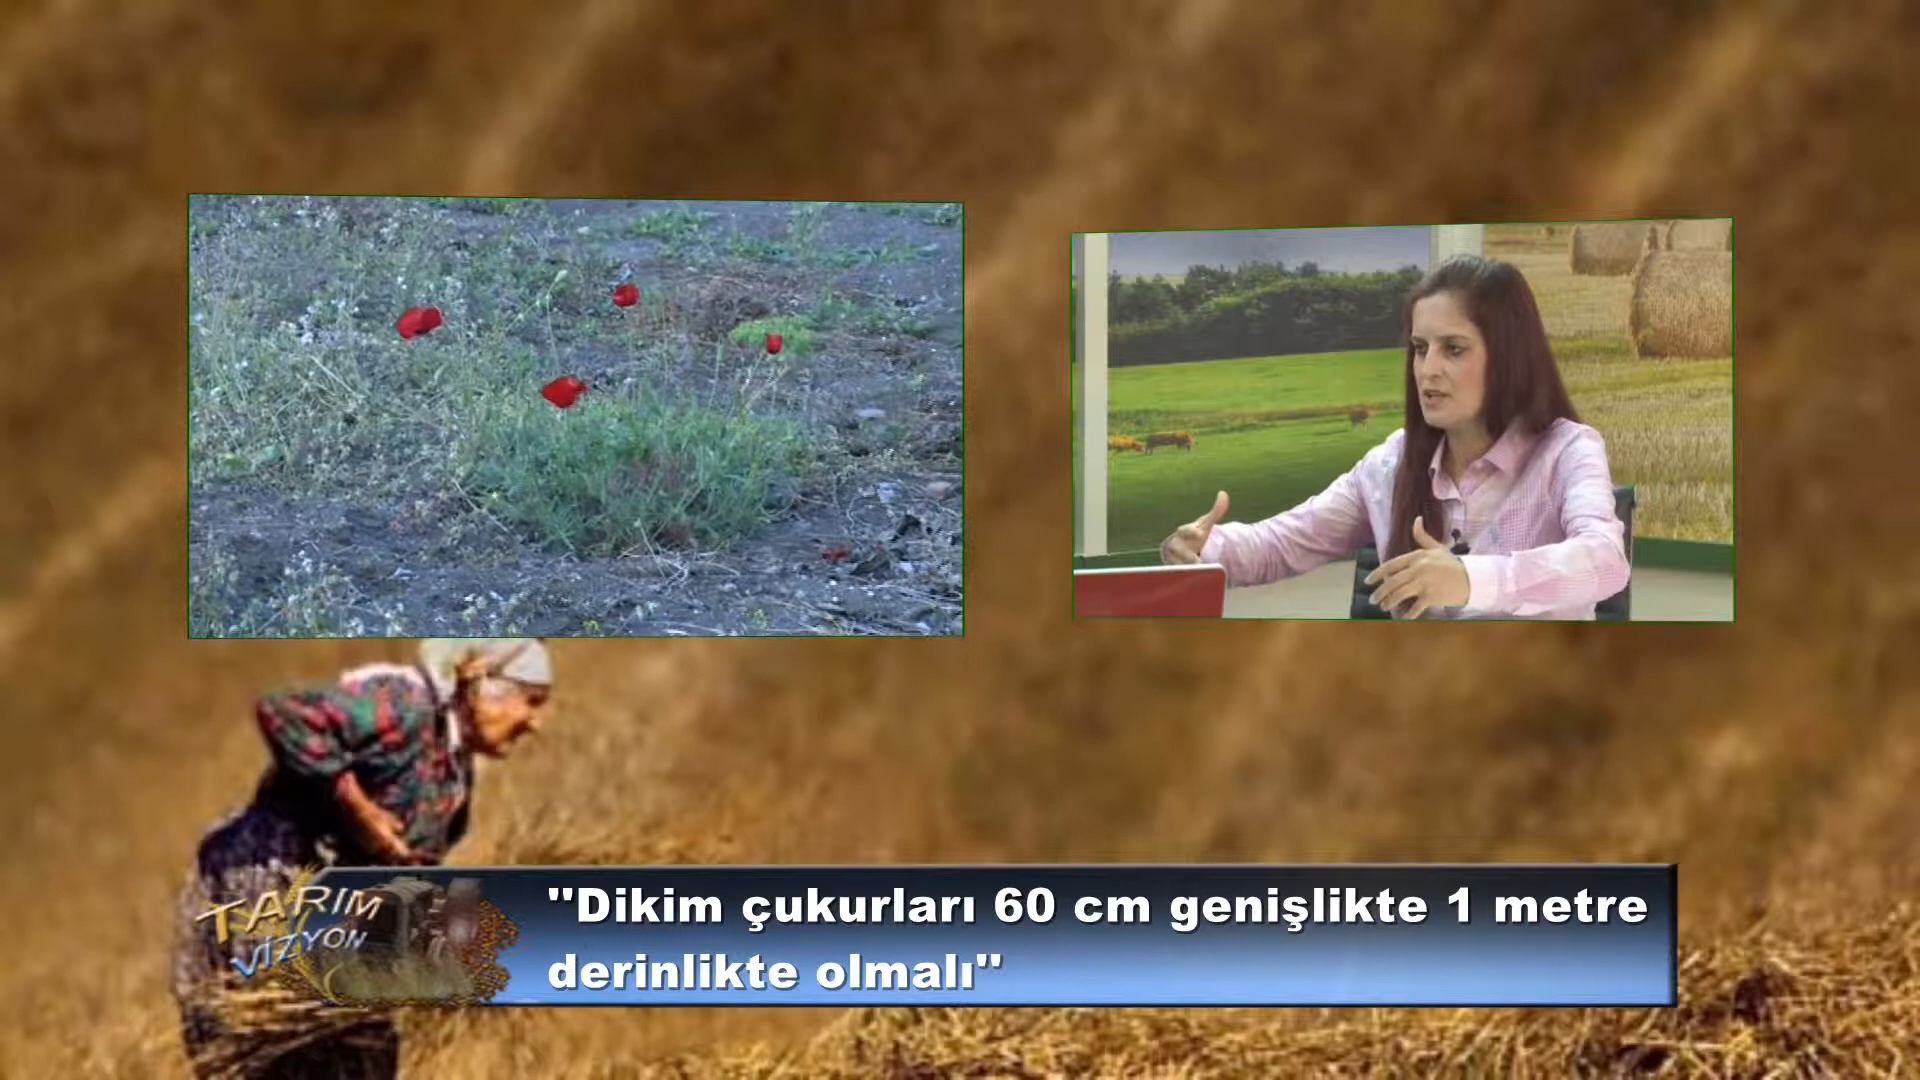 TARIM
VİZYON
"Dikim çukurları 60 cm genişlikte 1 metre
derinlikte olmalı"